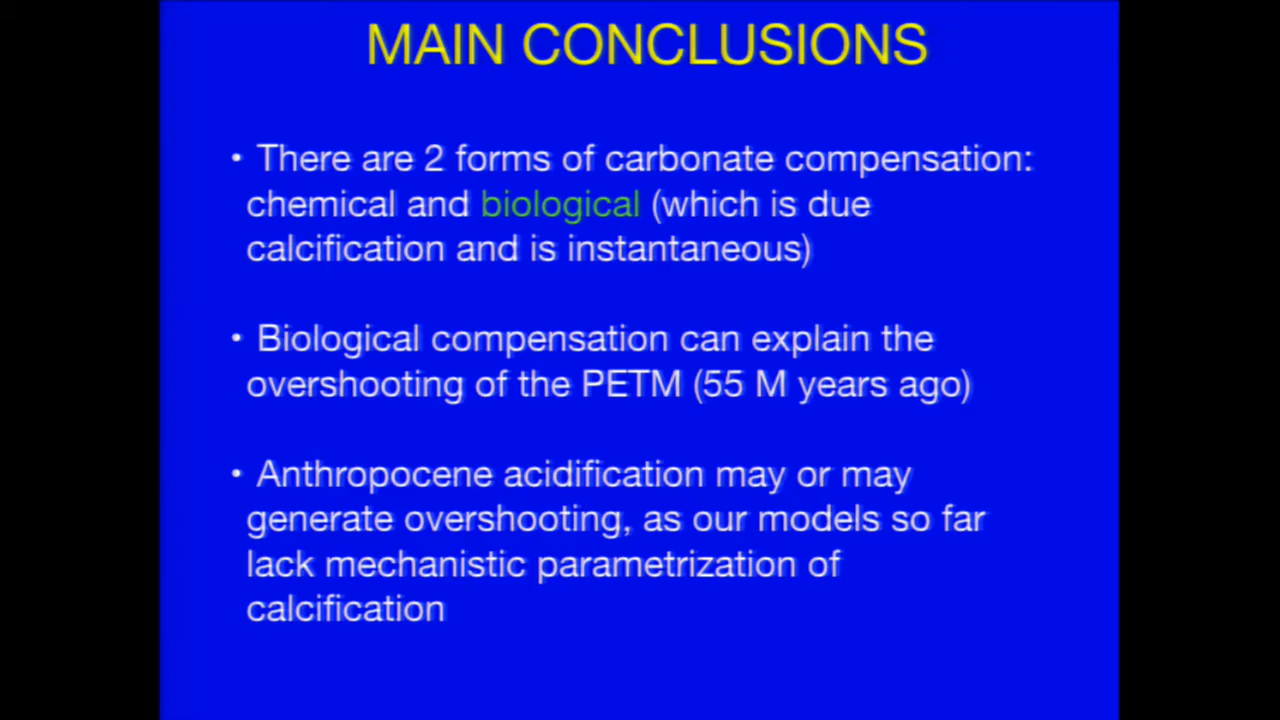 MAIN CONCLUSIONS
• There are 2 forms of carbonate compensation:
chemical and biological (which is due
calcification and is instantaneous)
• Biological compensation can explain the
overshooting of the PETM (55 M years ago)
• Anthropocene acidification may or may
generate overshooting, as our models so far
lack mechanistic parametrization of
calcification